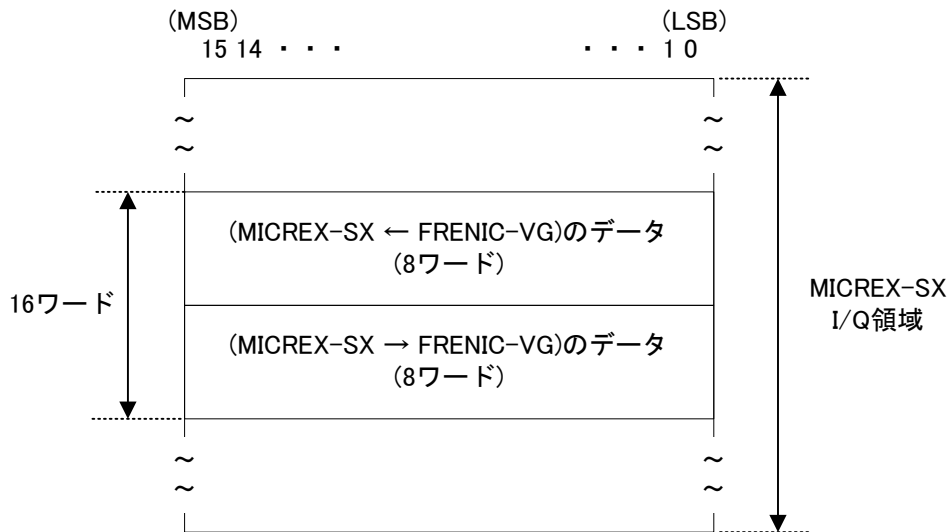 (MSB)
(LSB)
15 14 ・ ・ ・
・ ・ ・ 1 0
～
～
～
～
(MICREX-SX ← FRENIC-VG)のデータ
(8ワード)
16ワード
MICREX-SX
I/Q領域
(MICREX-SX → FRENIC-VG)のデータ
(8ワード)
～
～
～
～